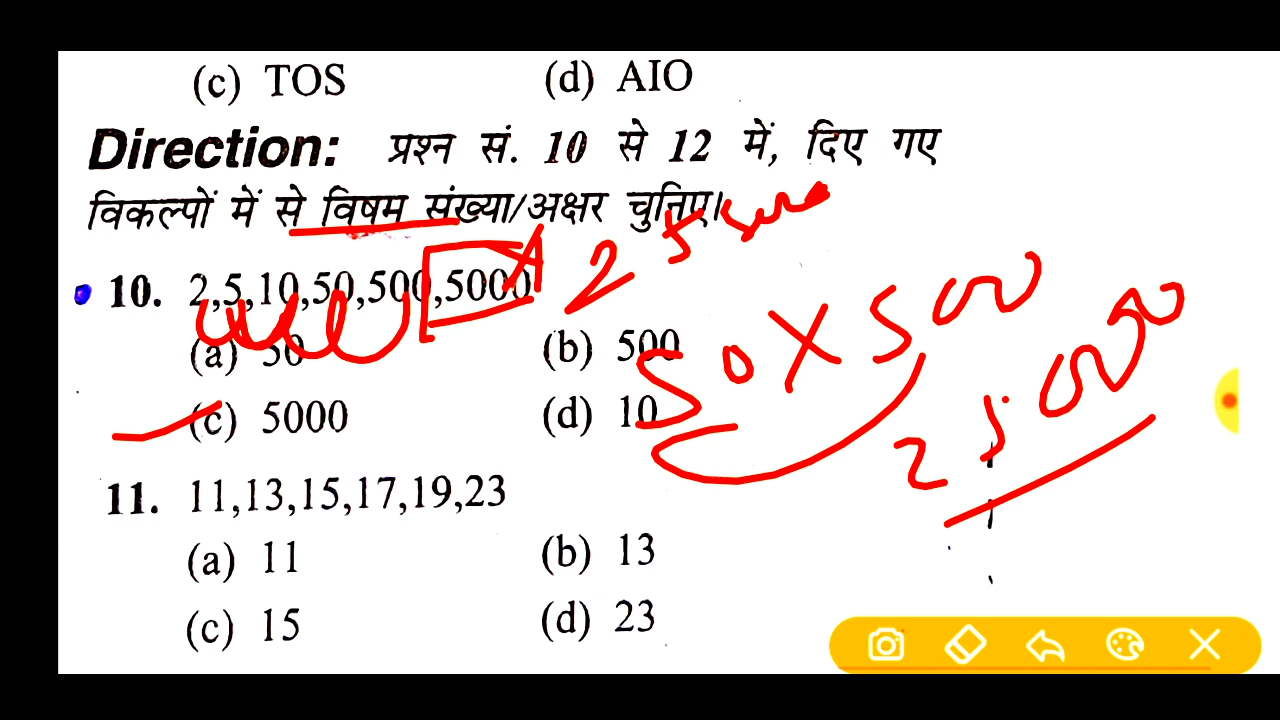 (c) TOS (d) AIO
Direction: प्रश्न सं. 10 से 12 में, दिए गए
विकल्पों में से विषम संख्या/अक्षर चुनिए।
10. 2,5,10,50,500,5000
(a) 50 (b) 500
50 X 500
(c) 5000 (d) 10
25000
11. 11,13,15,17,19,23
(a) 11 (b) 13
(c) 15 (d) 23